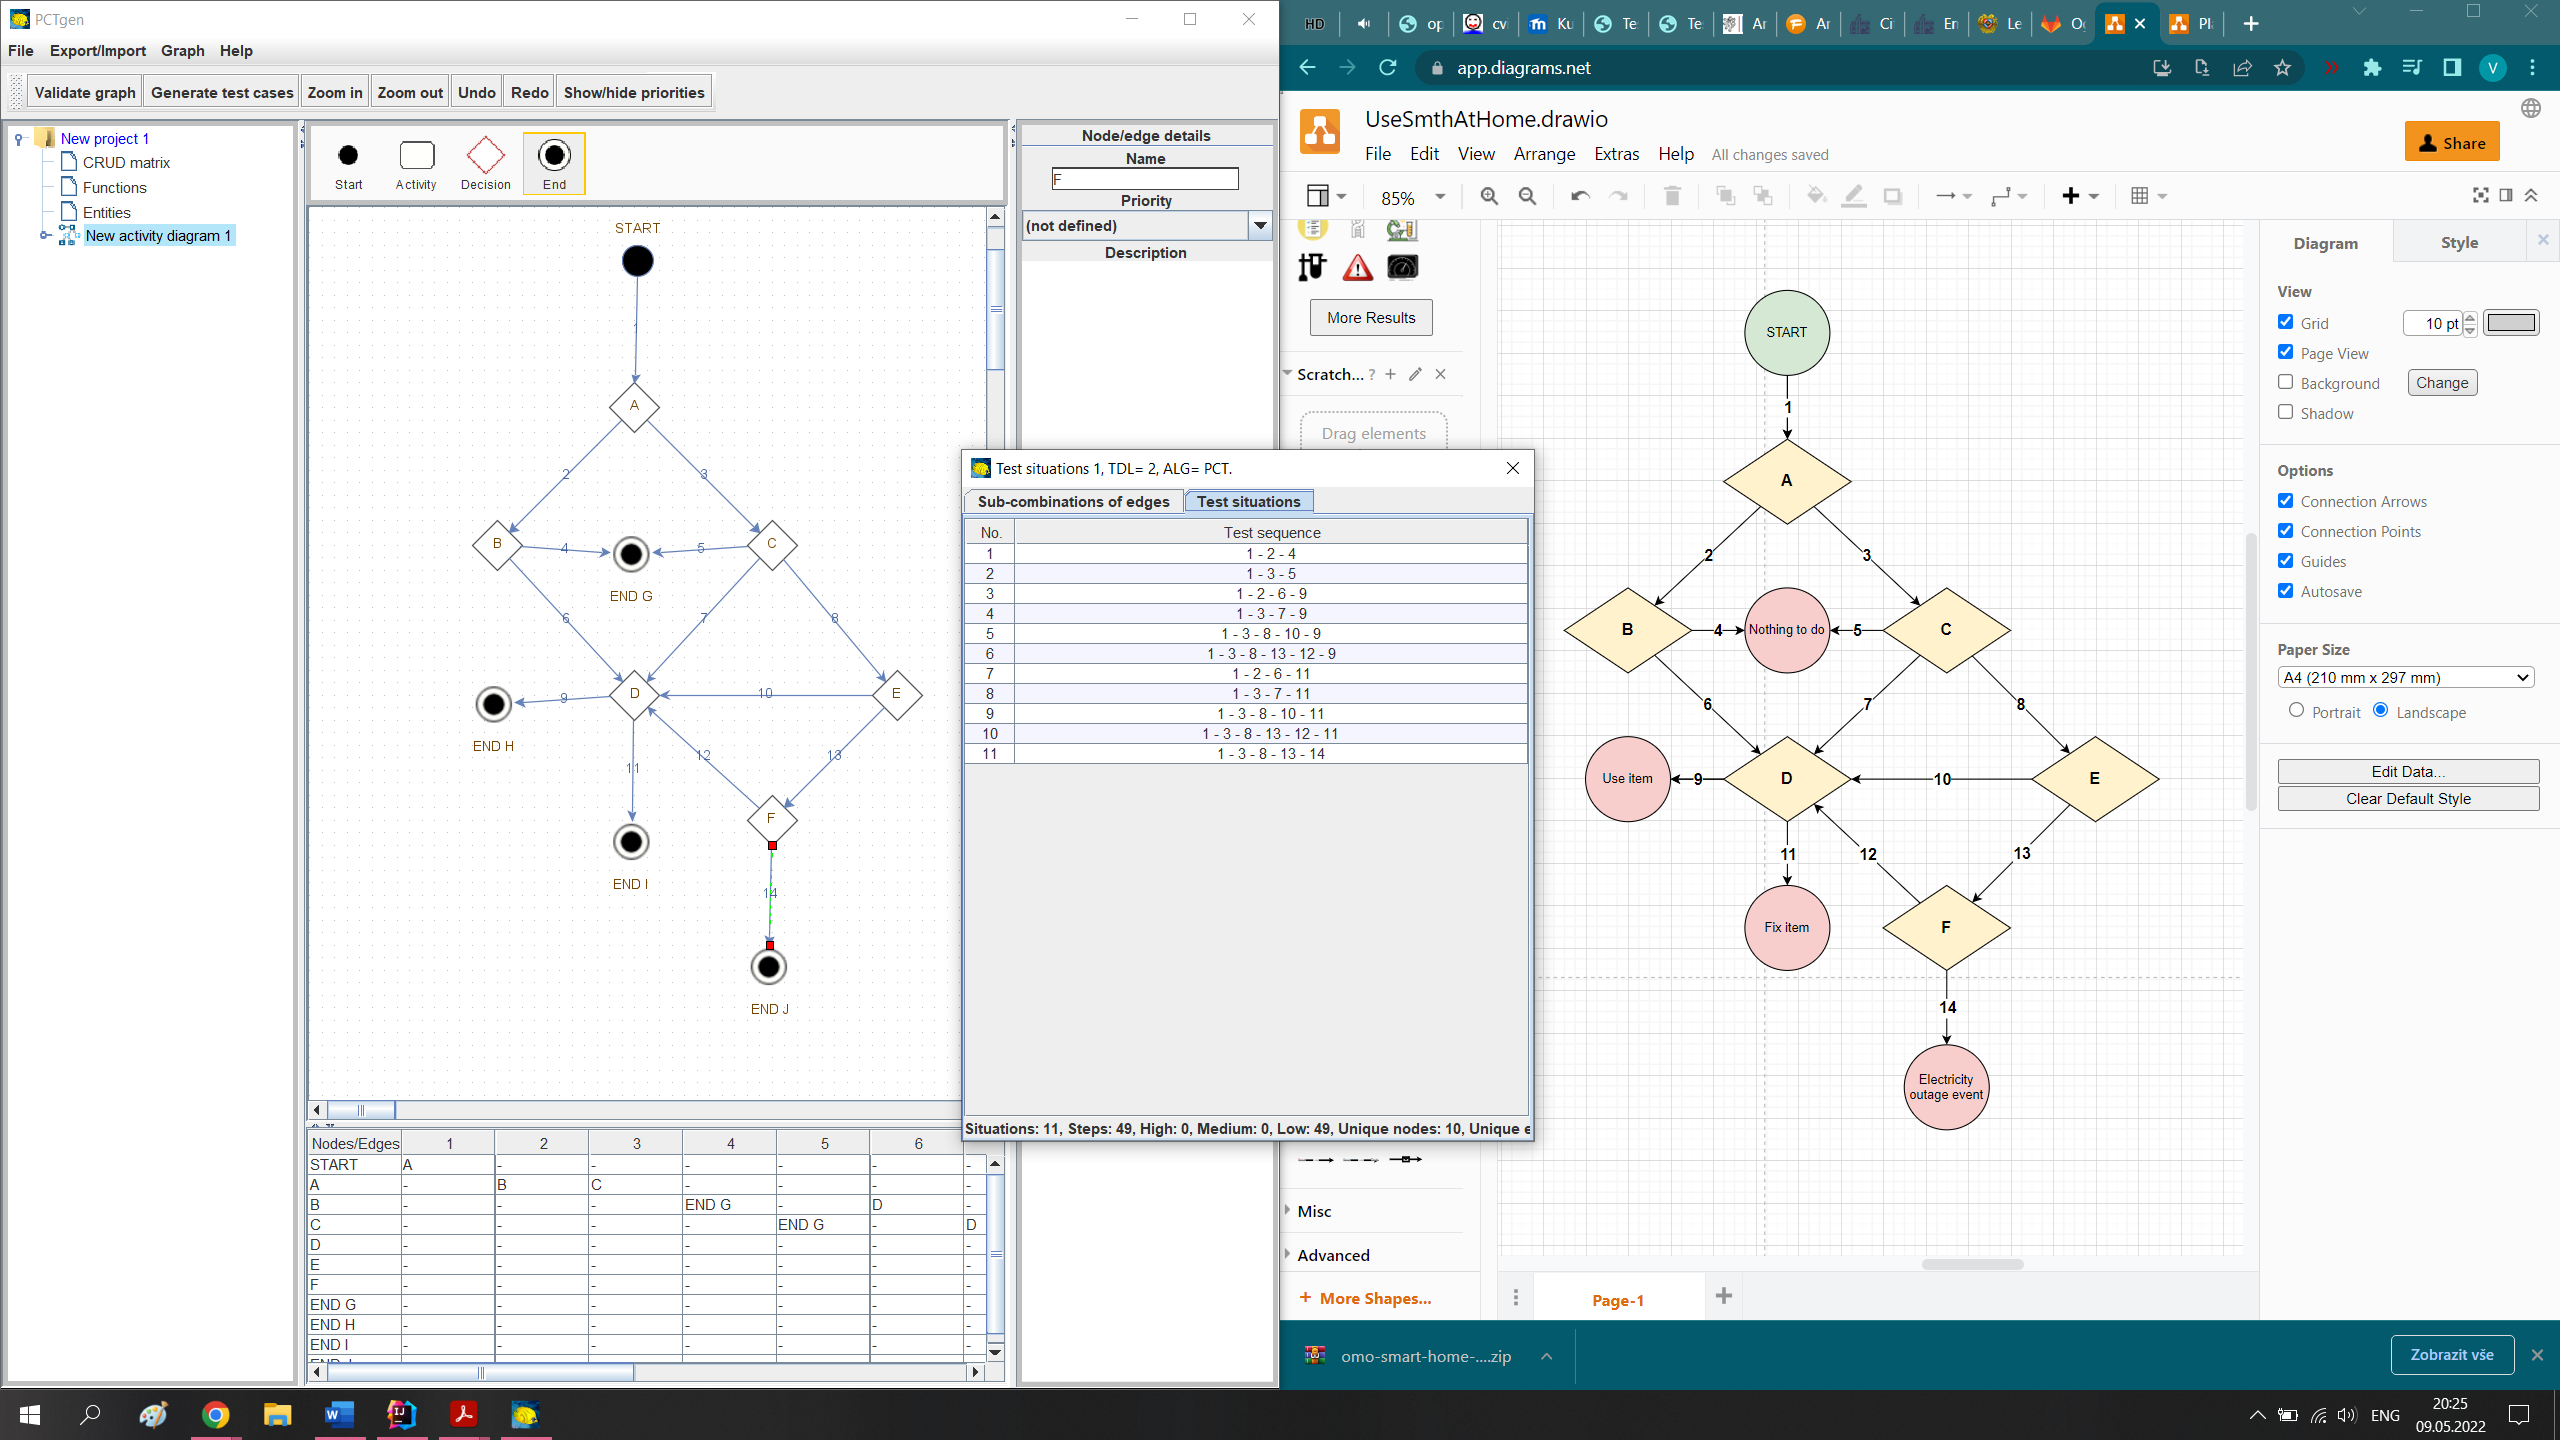 PCTgen
File Export/Import Graph Help
Validate graph Generate test cases Zoom in Zoom out Undo Redo Show/hide priorities
New project 1
CRUD matrix
Functions
Entities
New activity diagram 1
Start Activity Decision End
START
1
A
2 3
B 4 5 C
END G
6 7 8
D 9 10 E
END H
11 12 13
F
END I
14
END J
Node/edge details
Name
F
Priority
(not defined)
Description
Nodes/Edges 1 2 3 4 5 6
START A - - - - - -
A - B C - - - -
B - - - END G - D -
C - - - - END G - D
D - - - - - - -
E - - - - - - -
F - - - - - - -
END G - - - - - - -
END H - - - - - - -
END I - - - - - - -
Test situations 1, TDL= 2, ALG= PCT.
Sub-combinations of edges Test situations
No. Test sequence
1 1 - 2 - 4
2 1 - 3 - 5
3 1 - 2 - 6 - 9
4 1 - 3 - 7 - 9
5 1 - 3 - 8 - 10 - 9
6 1 - 3 - 8 - 13 - 12 - 9
7 1 - 2 - 6 - 11
8 1 - 3 - 7 - 11
9 1 - 3 - 8 - 10 - 11
10 1 - 3 - 8 - 13 - 12 - 11
11 1 - 3 - 8 - 13 - 14
Situations: 11, Steps: 49, High: 0, Medium: 0, Low: 49, Unique nodes: 10, Unique e
HD op cvi Ku Te Te Ar Ar Ci En Le Og Pl
app.diagrams.net
V
UseSmthAtHome.drawio
File Edit View Arrange Extras Help All changes saved
Share
85%
More Results
Scratch... ?
Drag elements
Misc
Advanced
+ More Shapes...
START
1
A
2 3
B 4 Nothing to do 5 C
6 7 8
Use item 9 D 10 E
11 12 13
Fix item F
14
Electricity
outage event
Page-1
Diagram Style
View
Grid 10 pt
Page View
Background Change
Shadow
Options
Connection Arrows
Connection Points
Guides
Autosave
Paper Size
A4 (210 mm x 297 mm)
Portrait Landscape
Edit Data...
Clear Default Style
omo-smart-home-....zip
Zobrazit vše
ENG
20:25
09.05.2022